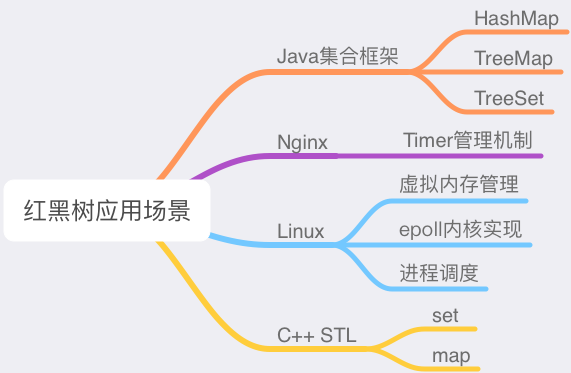 红黑树应用场景
Java集合框架
HashMap
TreeMap
TreeSet
Nginx
Timer管理机制
Linux
虚拟内存管理
epoll内核实现
进程调度
C++ STL
set
map